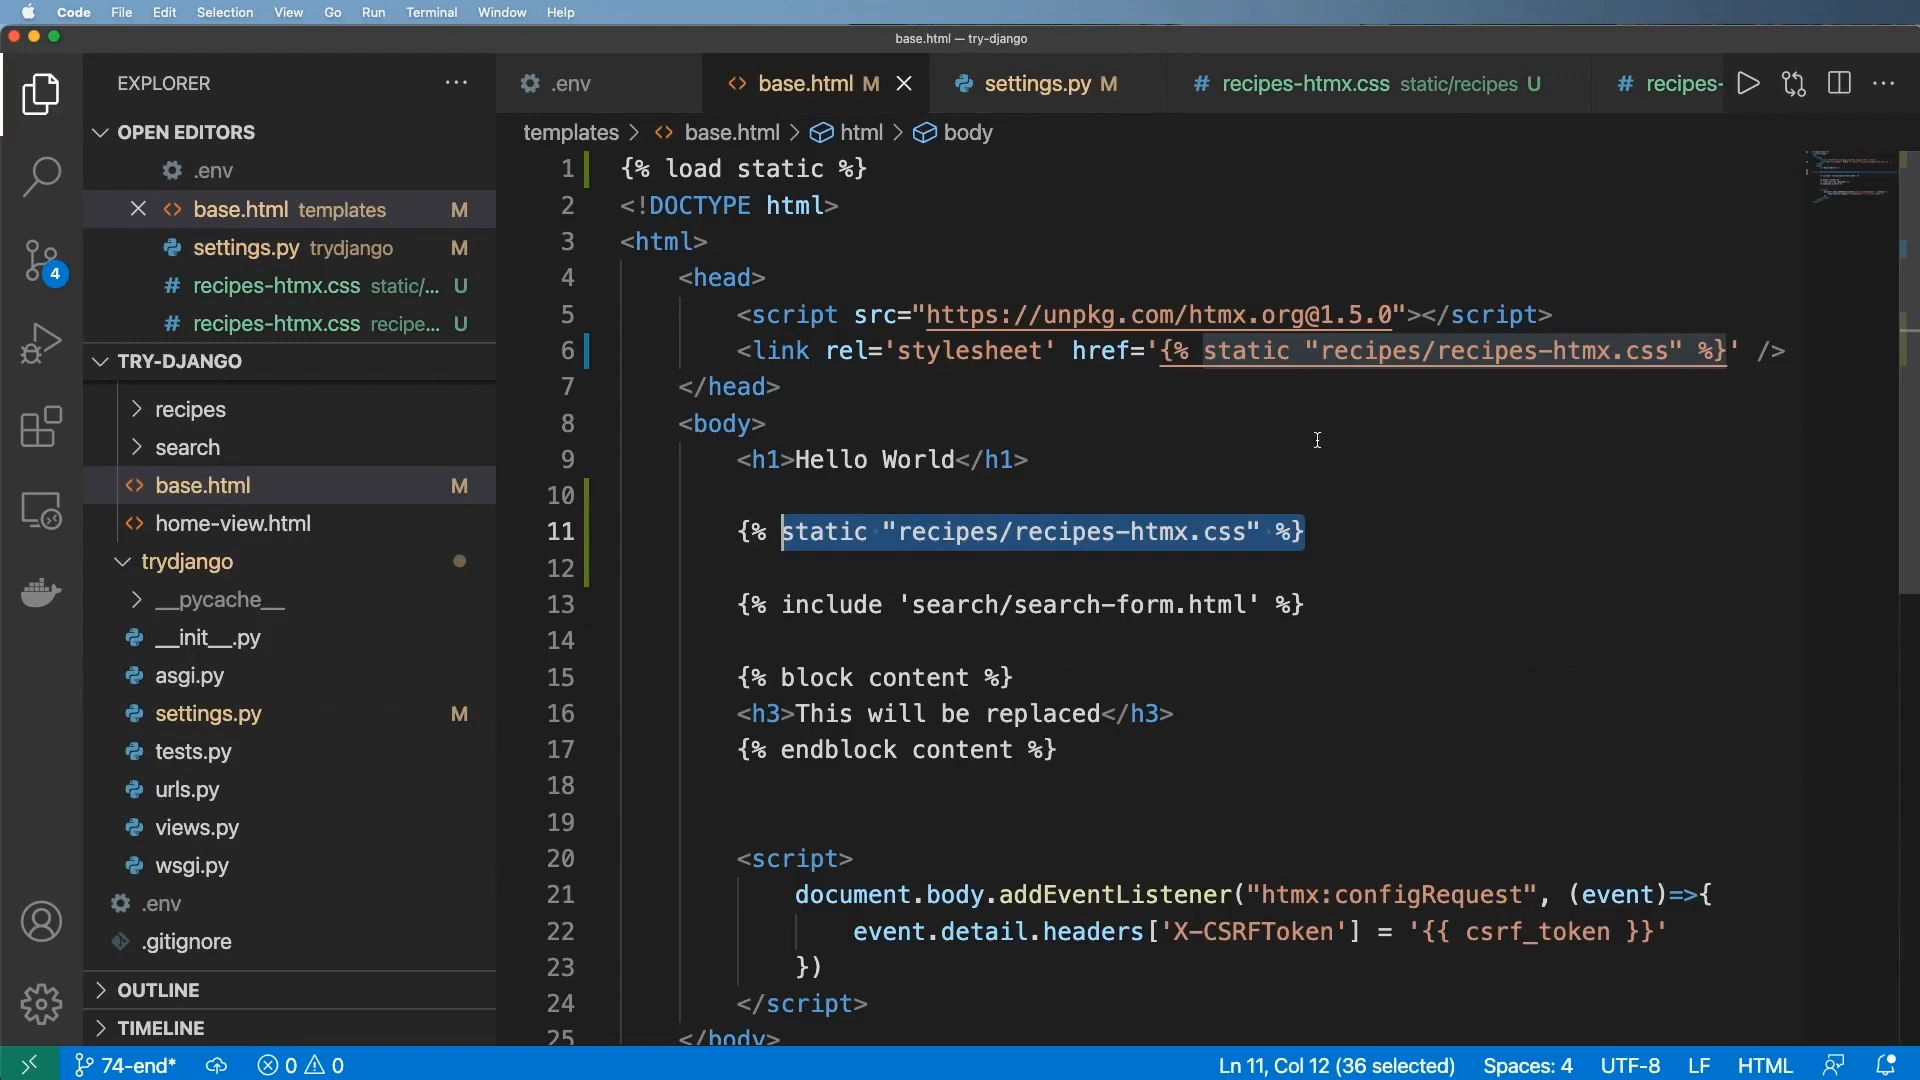 Code File Edit Selection View Go Run Terminal Window Help
base.html — try-django
EXPLORER
.env
base.html M
settings.py M
# recipes-htmx.css static/recipes U
# recipes-
OPEN EDITORS
.env
base.html templates M
settings.py trydjango M
# recipes-htmx.css static/... U
# recipes-htmx.css recipe... U
TRY-DJANGO
recipes
search
base.html M
home-view.html
trydjango
__pycache__
__init__.py
asgi.py
settings.py M
tests.py
urls.py
views.py
wsgi.py
.env
.gitignore
OUTLINE
TIMELINE
4
templates > base.html > html > body
1 {% load static %}
2 <!DOCTYPE html>
3 <html>
4 <head>
5 <script src="https://unpkg.com/htmx.org@1.5.0"></script>
6 <link rel='stylesheet' href='{% static "recipes/recipes-htmx.css" %}' />
7 </head>
8 <body>
9 <h1>Hello World</h1>
10
11 {% static "recipes/recipes-htmx.css" %}
12
13 {% include 'search/search-form.html' %}
14
15 {% block content %}
16 <h3>This will be replaced</h3>
17 {% endblock content %}
18
19
20 <script>
21 document.body.addEventListener("htmx:configRequest", (event)=>{
22 event.detail.headers['X-CSRFToken'] = '{{ csrf_token }}'
23 })
24 </script>
25 </body>
74-end* 0 0 Ln 11, Col 12 (36 selected) Spaces: 4 UTF-8 LF HTML